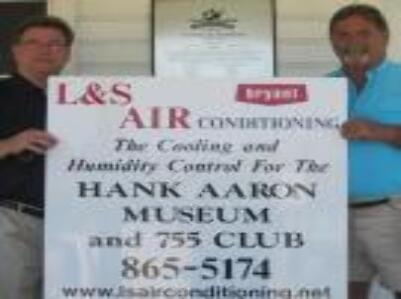 L&S
bryant
AIR CONDITIONING
The Cooling and
Humidity Control For The
HANK AARON
MUSEUM
and 755 CLUB
865-5174
www.lsairconditioning.net